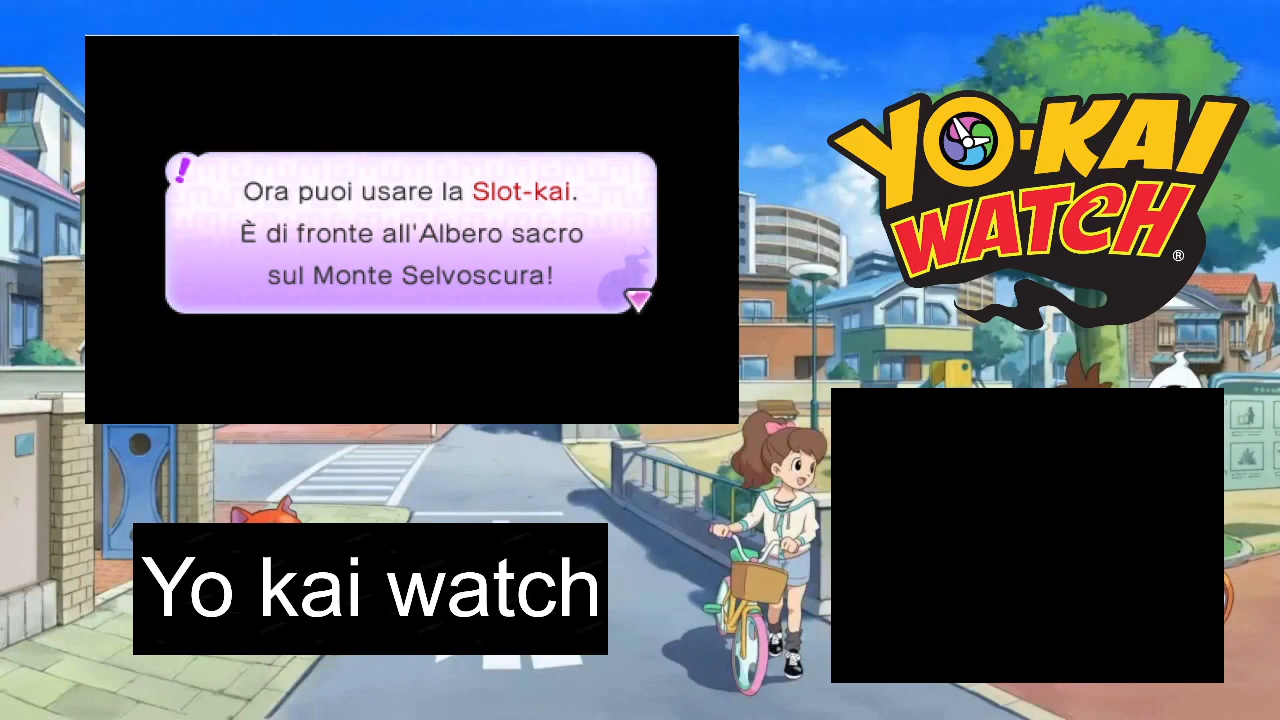 Ora puoi usare la Slot-kai.
È di fronte all'Albero sacro
sul Monte Selvoscura!
YO-KAI
WATCH®
Yo kai watch